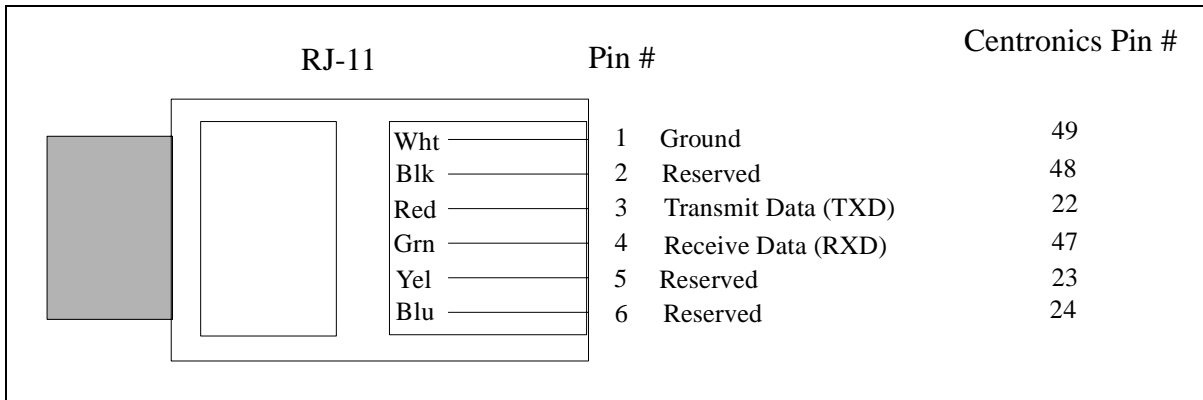 RJ-11 Pin # Centronics Pin #
Wht 1 Ground 49
Blk 2 Reserved 48
Red 3 Transmit Data (TXD) 22
Grn 4 Receive Data (RXD) 47
Yel 5 Reserved 23
Blu 6 Reserved 24